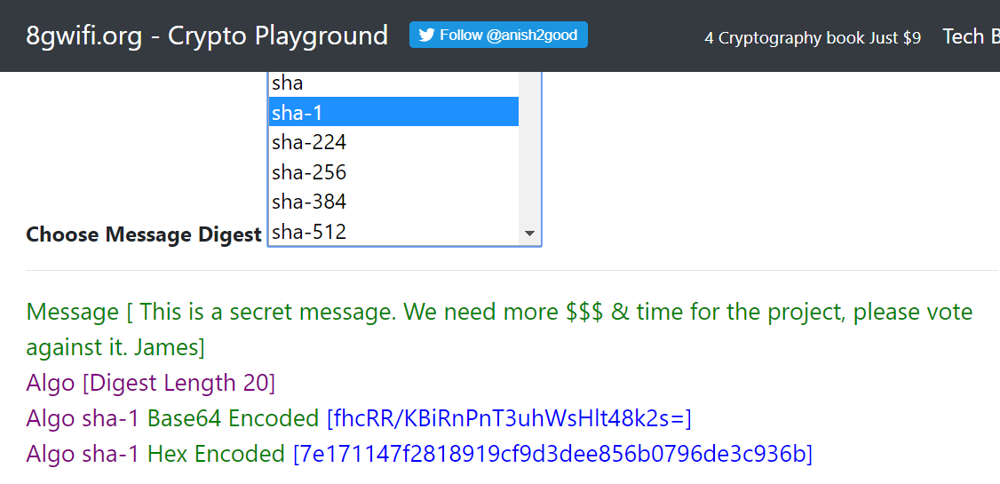 8gwifi.org - Crypto Playground Follow @anish2good 4 Cryptography book Just $9 Tech B
sha
sha-1
sha-224
sha-256
sha-384
Choose Message Digest sha-512
Message [ This is a secret message. We need more $$$ & time for the project, please vote
against it. James]
Algo [Digest Length 20]
Algo sha-1 Base64 Encoded [fhcRR/KBiRnPnT3uhWsHlt48k2s=]
Algo sha-1 Hex Encoded [7e171147f2818919cf9d3dee856b0796de3c936b]